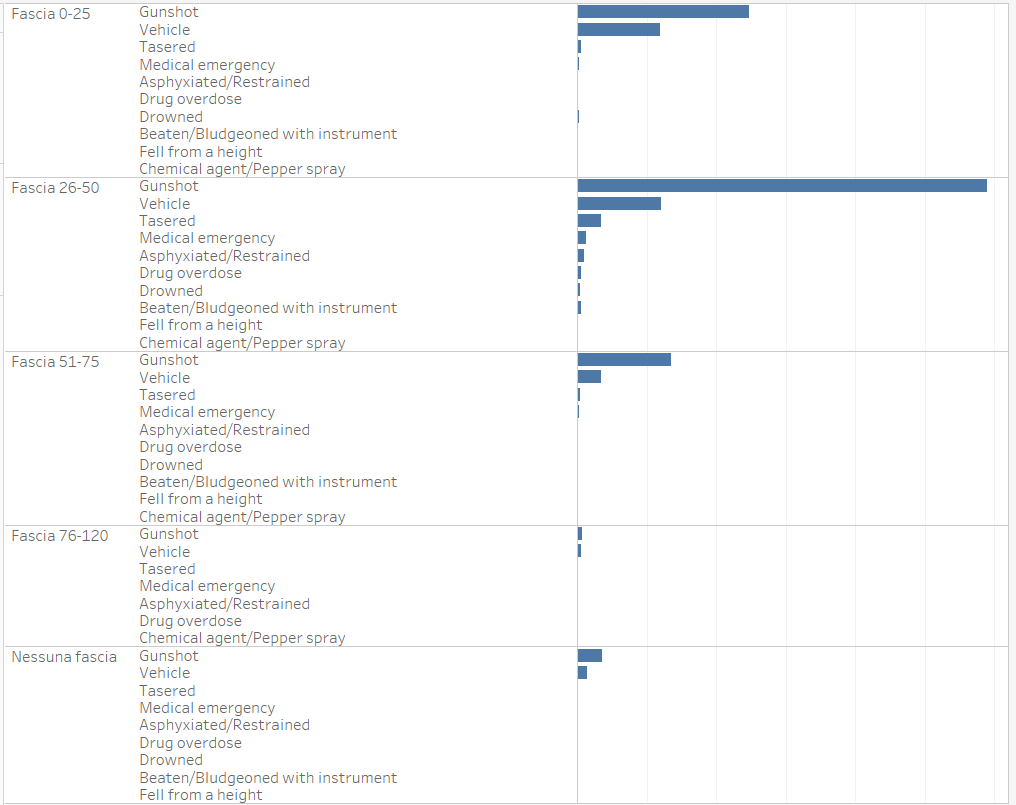 Fascia 0-25 Gunshot
Vehicle
Tasered
Medical emergency
Asphyxiated/Restrained
Drug overdose
Drowned
Beaten/Bludgeoned with instrument
Fell from a height
Chemical agent/Pepper spray
Fascia 26-50 Gunshot
Vehicle
Tasered
Medical emergency
Asphyxiated/Restrained
Drug overdose
Drowned
Beaten/Bludgeoned with instrument
Fell from a height
Chemical agent/Pepper spray
Fascia 51-75 Gunshot
Vehicle
Tasered
Medical emergency
Asphyxiated/Restrained
Drug overdose
Drowned
Beaten/Bludgeoned with instrument
Fell from a height
Chemical agent/Pepper spray
Fascia 76-120 Gunshot
Vehicle
Tasered
Medical emergency
Asphyxiated/Restrained
Drug overdose
Chemical agent/Pepper spray
Nessuna fascia Gunshot
Vehicle
Tasered
Medical emergency
Asphyxiated/Restrained
Drug overdose
Drowned
Beaten/Bludgeoned with instrument
Fell from a height